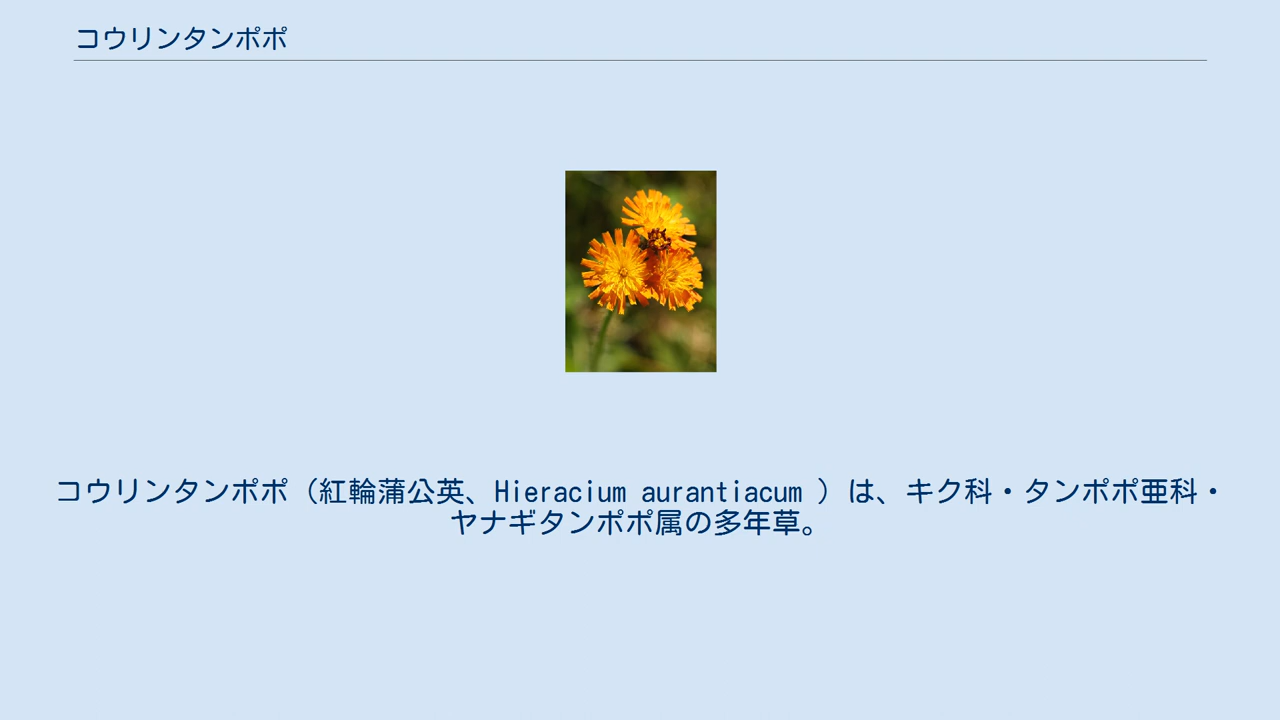 コウリンタンポポ
コウリンタンポポ（紅輪蒲公英、Hieracium aurantiacum ）は、キク科・タンポポ亜科・
ヤナギタンポポ属の多年草。